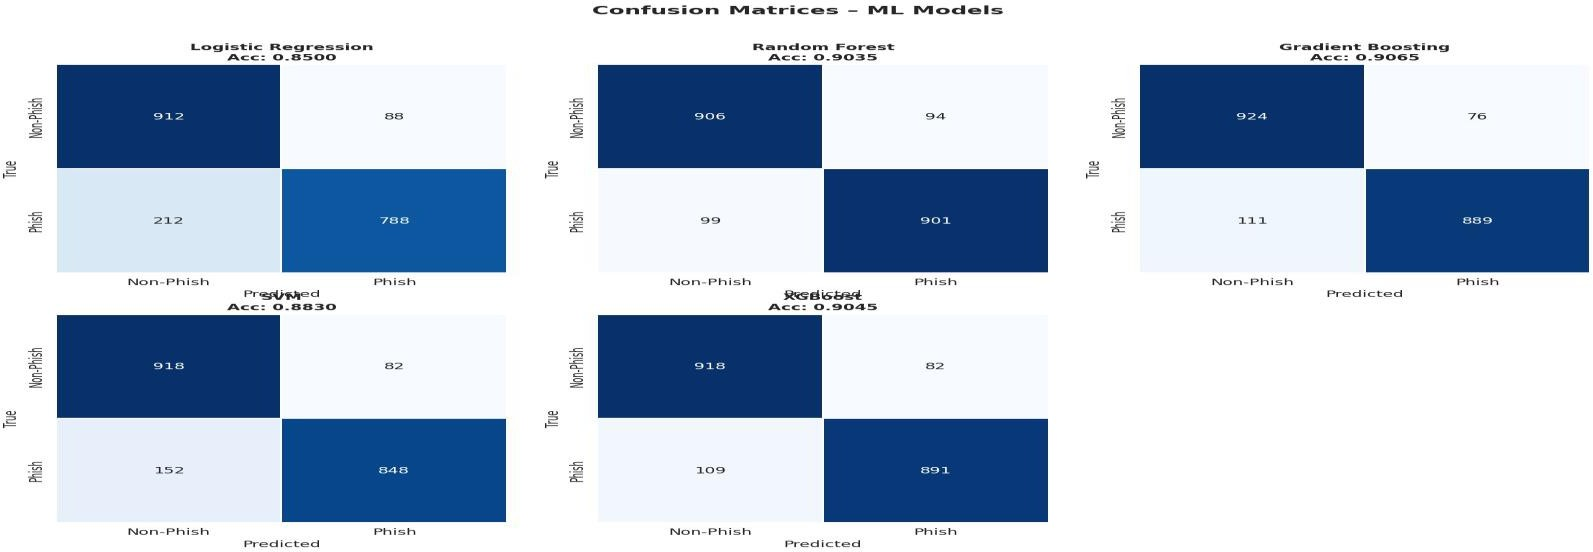 Confusion Matrices – ML Models
Logistic Regression
Acc: 0.8500
True
Non-Phish
912
88
Phish
212
788
Non-Phish
Phish
Predicted
Random Forest
Acc: 0.9035
True
Non-Phish
906
94
Phish
99
901
Non-Phish
Phish
Predicted
Gradient Boosting
Acc: 0.9065
True
Non-Phish
924
76
Phish
111
889
Non-Phish
Phish
Predicted
SVM
Acc: 0.8830
True
Non-Phish
918
82
Phish
152
848
Non-Phish
Phish
Predicted
XGBoost
Acc: 0.9045
True
Non-Phish
918
82
Phish
109
891
Non-Phish
Phish
Predicted